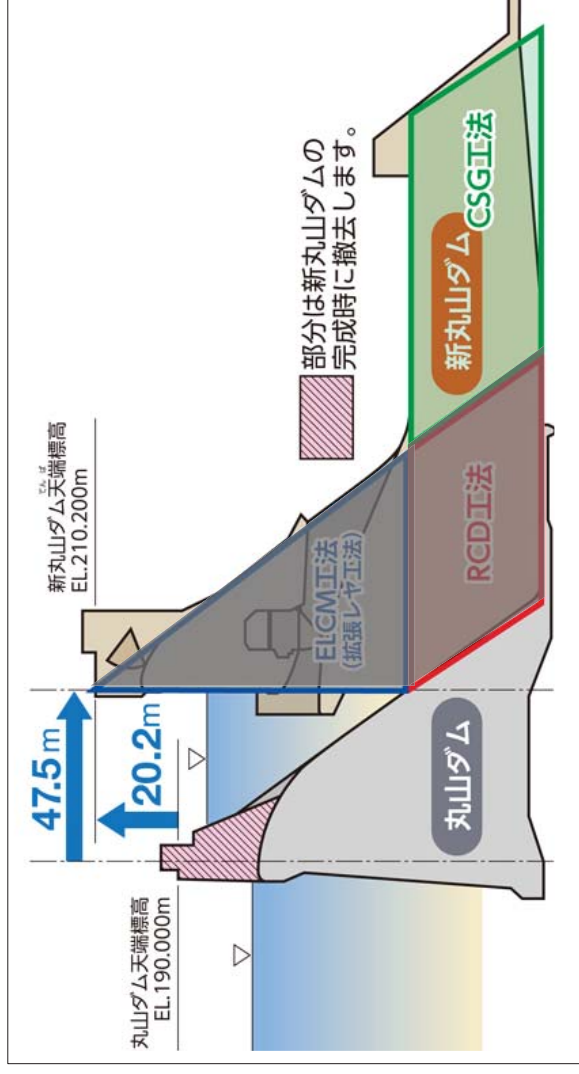 新丸山ダム天端標高
てんば
EL.210.200m
47.5m
20.2m
丸山ダム天端標高
EL.190.000m
部分は新丸山ダムの
完成時に撤去します。
ELCM工法
(拡張レヤ工法)
新丸山ダム
CSG工法
RCD工法
丸山ダム